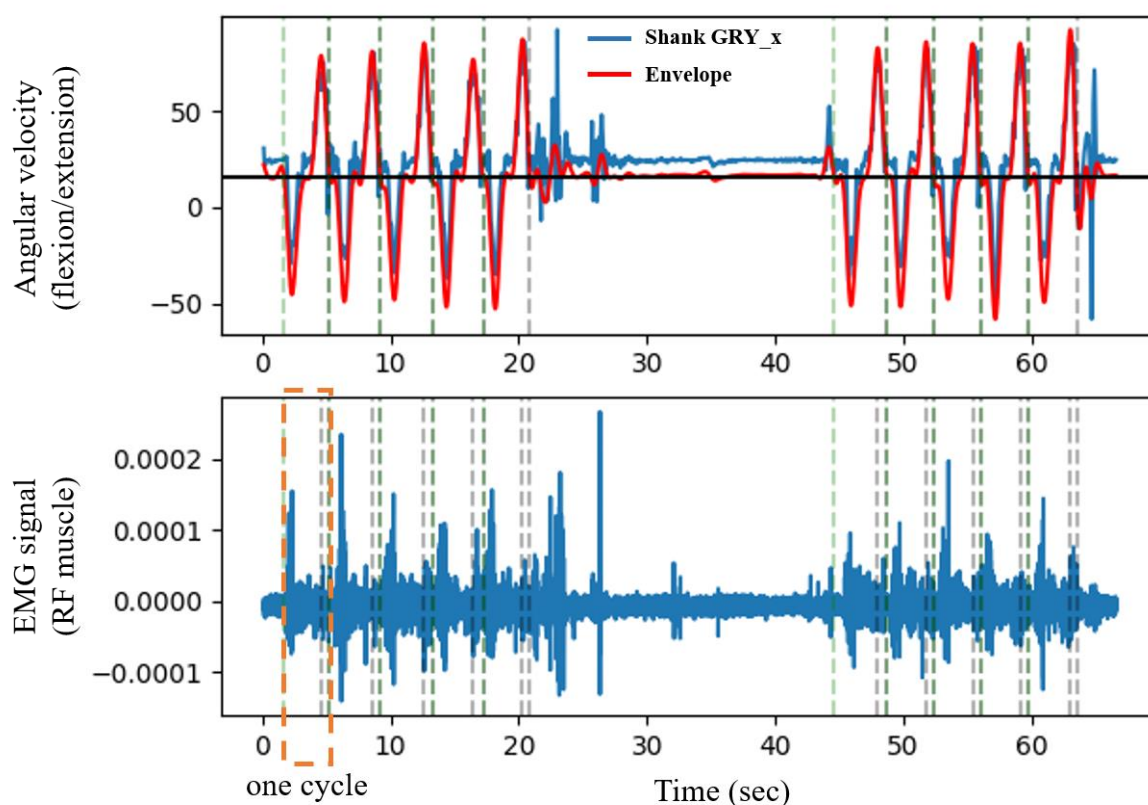 Angular velocity
(flexion/extension)
50
0
−50
Shank GRY_x
Envelope
0 10 20 30 40 50 60
EMG signal
(RF muscle)
0.0002
0.0001
0.0000
−0.0001
0 10 20 30 40 50 60
one cycle
Time (sec)